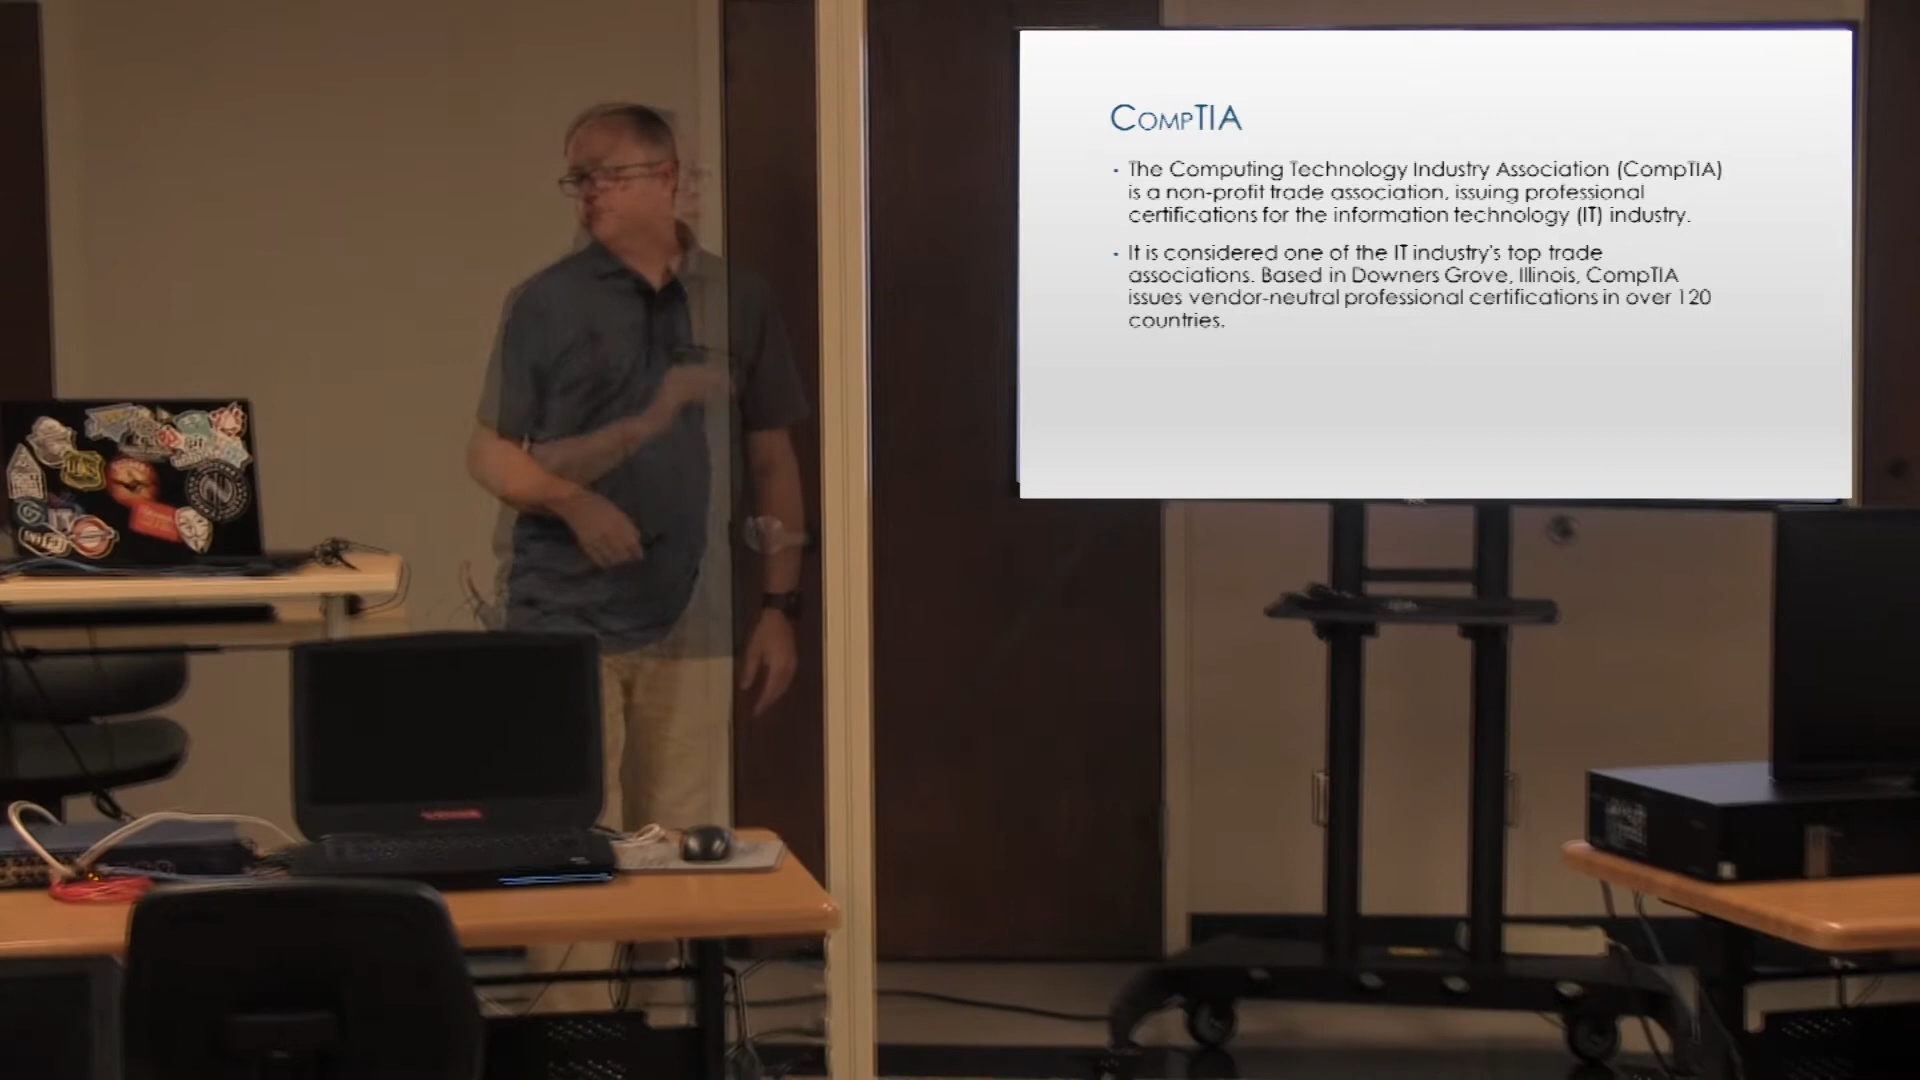 CompTIA
• The Computing Technology Industry Association (CompTIA)
is a non-profit trade association, issuing professional
certifications for the information technology (IT) industry.
• It is considered one of the IT industry's top trade
associations. Based in Downers Grove, Illinois, CompTIA
issues vendor-neutral professional certifications in over 120
countries.